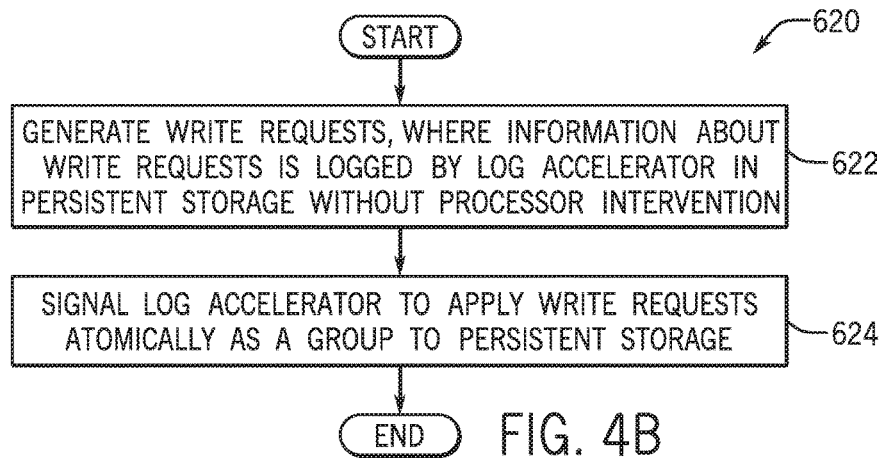 START
620
GENERATE WRITE REQUESTS, WHERE INFORMATION ABOUT
WRITE REQUESTS IS LOGGED BY LOG ACCELERATOR IN
PERSISTENT STORAGE WITHOUT PROCESSOR INTERVENTION
622
SIGNAL LOG ACCELERATOR TO APPLY WRITE REQUESTS
ATOMICALLY AS A GROUP TO PERSISTENT STORAGE
624
END
FIG. 4B